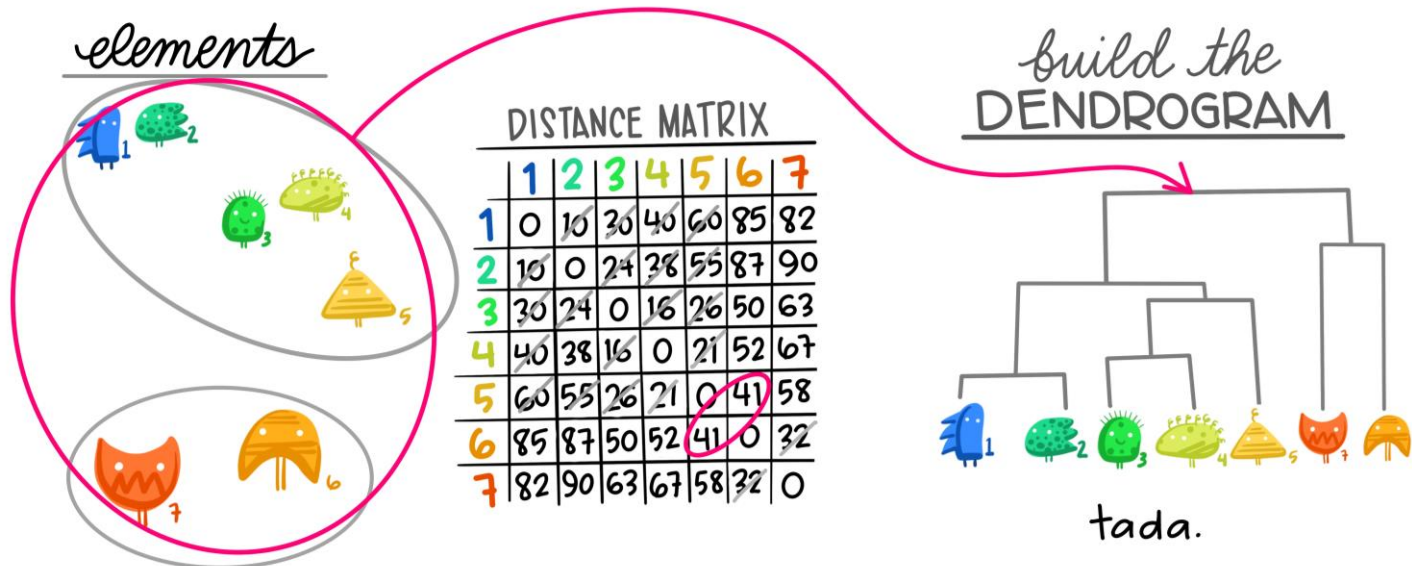 elements
1
2
4
3
5
6
7
DISTANCE MATRIX
1 2 3 4 5 6 7
1 0 10 30 40 60 85 82
2 10 0 24 38 55 87 90
3 30 24 0 16 26 50 63
4 40 38 16 0 21 52 67
5 60 55 26 21 0 41 58
6 85 87 50 52 41 0 32
7 82 90 63 67 58 32 0
build the
DENDROGRAM
1 2 3 4 5 7 6
tada.